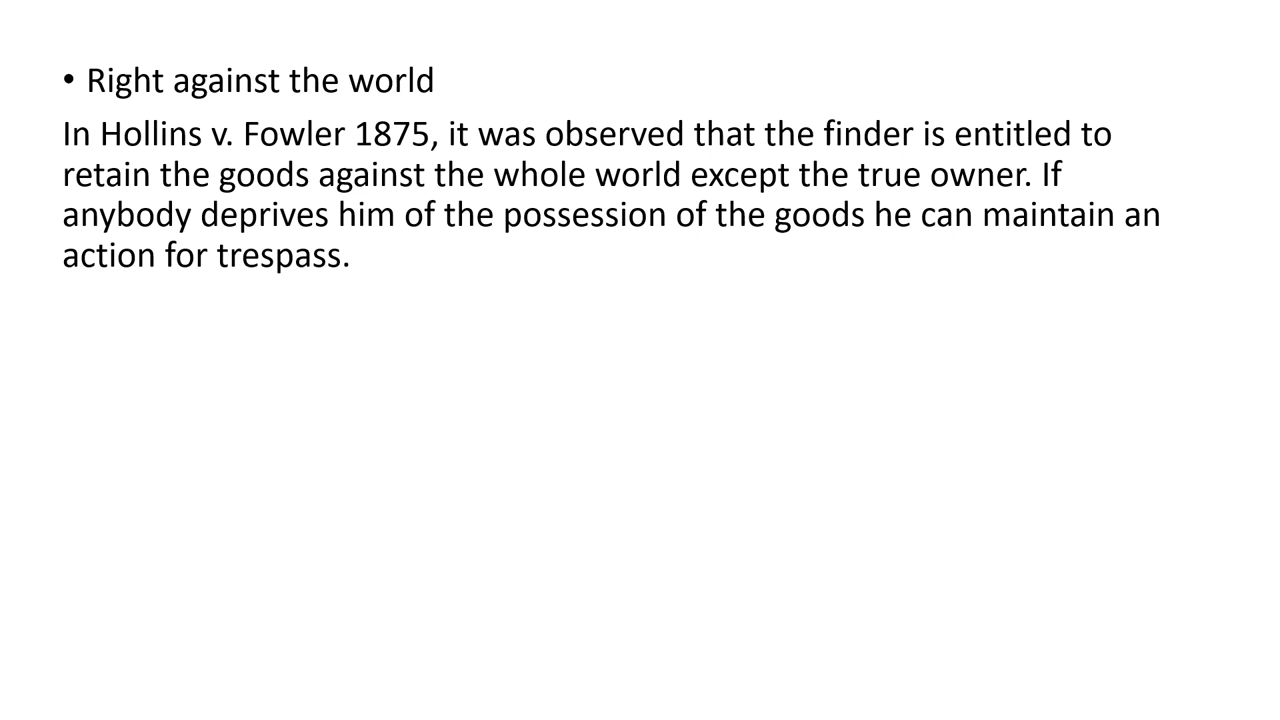 • Right against the world
In Hollins v. Fowler 1875, it was observed that the finder is entitled to
retain the goods against the whole world except the true owner. If
anybody deprives him of the possession of the goods he can maintain an
action for trespass.